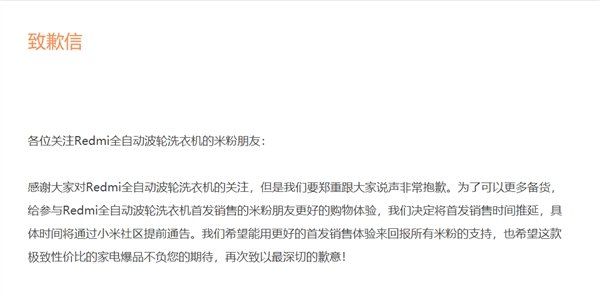 致歉信
各位关注Redmi全自动波轮洗衣机的米粉朋友：
感谢大家对Redmi全自动波轮洗衣机的关注，但是我们要郑重跟大家说声非常抱歉。为了可以更多备货，
给参与Redmi全自动波轮洗衣机首发销售的米粉朋友更好的购物体验，我们决定将首发销售时间推延，具
体时间将通过小米社区提前通告。我们希望能用更好的首发销售体验来回报所有米粉的支持，也希望这款
极致性价比的家电爆品不负您的期待，再次致以最深切的歉意！